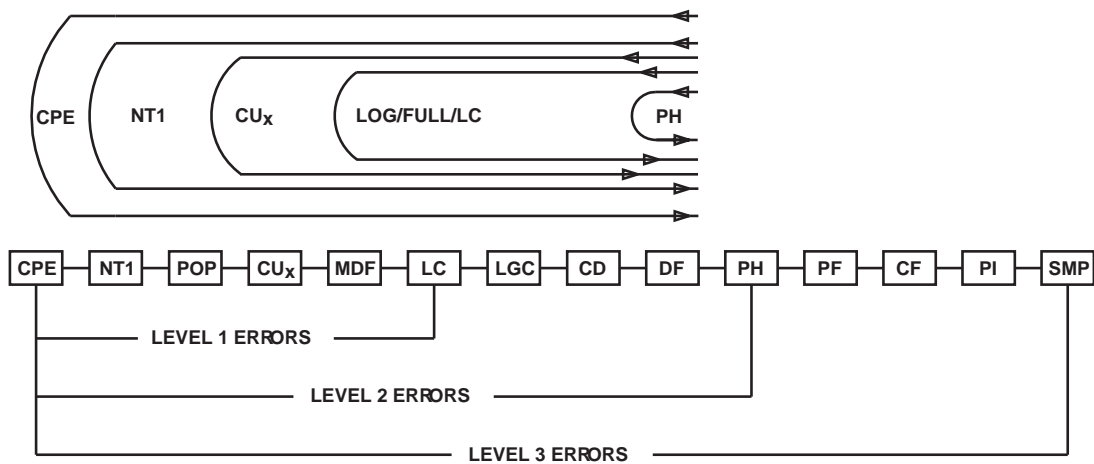 CPE NT1 CUx LOG/FULL/LC PH
CPE NT1 POP CUx MDF LC LGC CD DF PH PF CF PI SMP
LEVEL 1 ERRORS
LEVEL 2 ERRORS
LEVEL 3 ERRORS